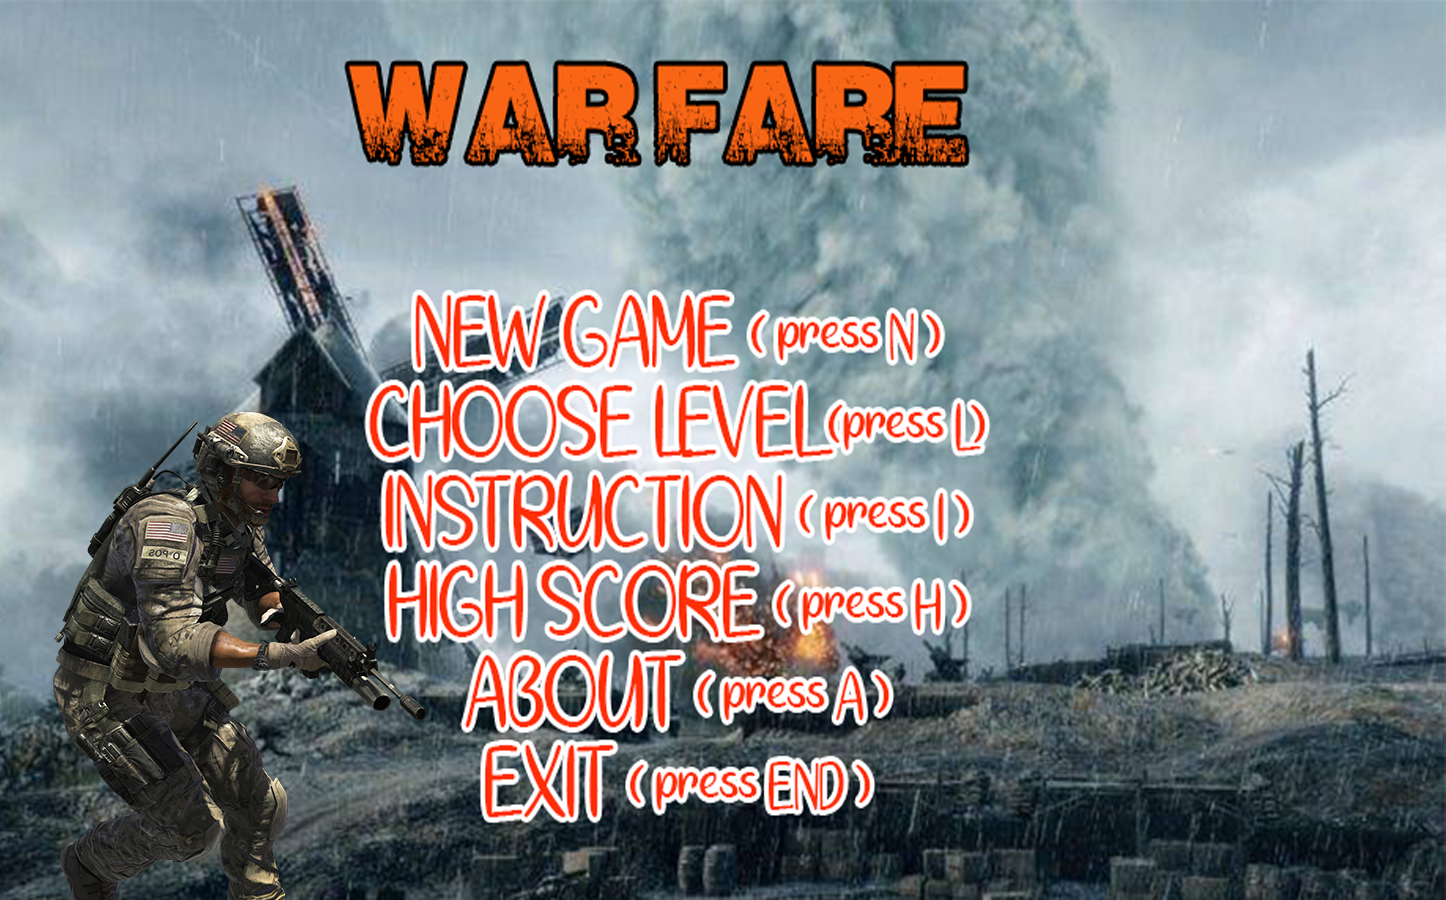 WARFARE
NEW GAME (press N)
CHOOSE LEVEL(press L)
INSTRUCTION (press I)
HIGH SCORE (press H)
ABOUT (press A)
EXIT (press END)